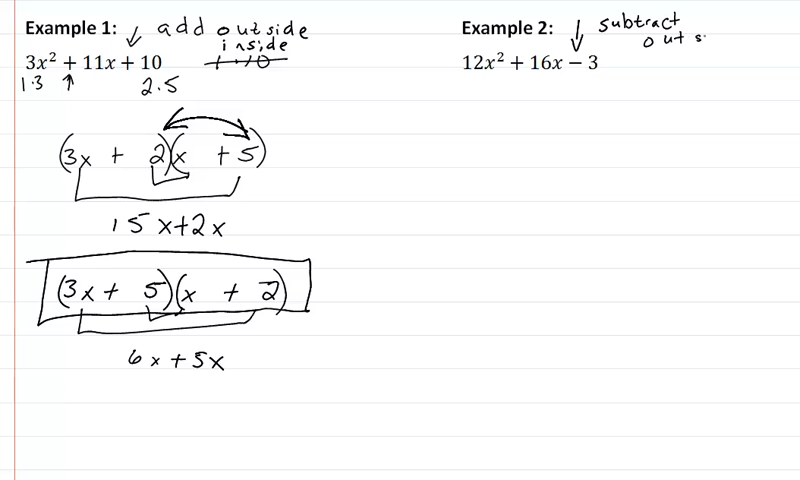 Example 1: ↓ add outside
inside
3x² + 11x + 10
1·3 ↑ 2·5
(3x + 2)(x + 5)
15x+2x
(3x + 5)(x + 2)
6x + 5x
Example 2: ↓ subtract
out s
12x² + 16x − 3